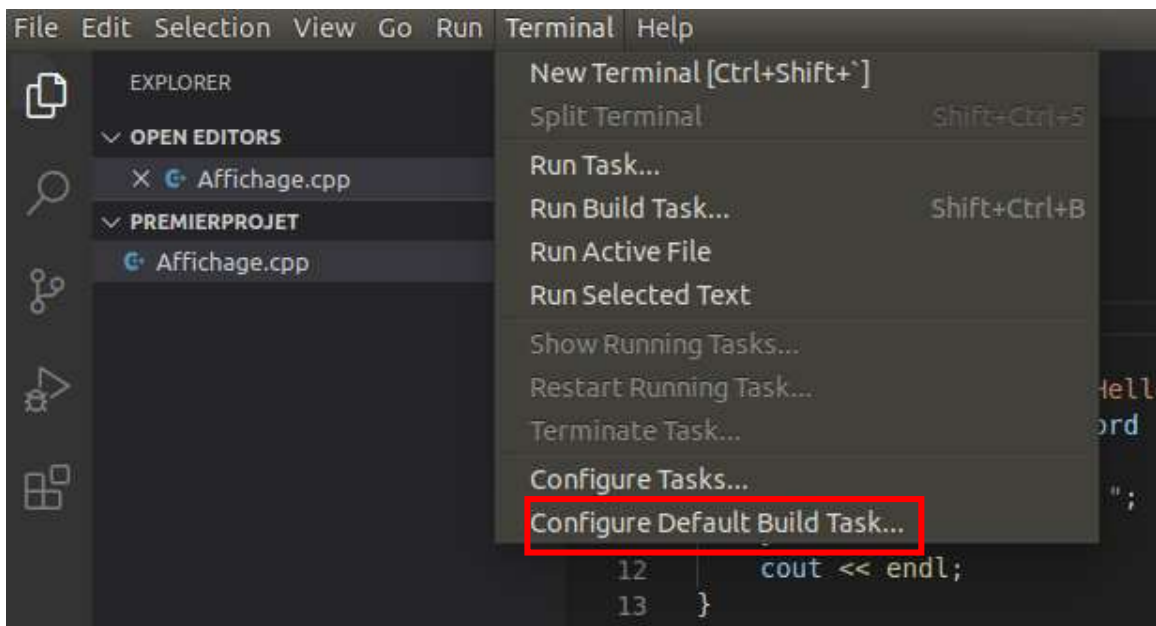 File Edit Selection View Go Run Terminal Help
EXPLORER
OPEN EDITORS
Affichage.cpp
PREMIERPROJET
Affichage.cpp
New Terminal [Ctrl+Shift+`]
Split Terminal Shift+Ctrl+5
Run Task...
Run Build Task... Shift+Ctrl+B
Run Active File
Run Selected Text
Show Running Tasks...
Restart Running Task...
Terminate Task...
Configure Tasks...
Configure Default Build Task...
";
12 cout << endl;
13 }